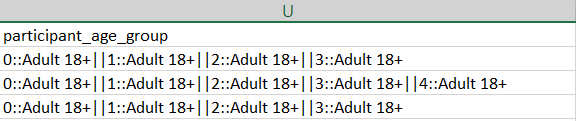 U
participant_age_group
0::Adult 18+||1::Adult 18+||2::Adult 18+||3::Adult 18+
0::Adult 18+||1::Adult 18+||2::Adult 18+||3::Adult 18+||4::Adult 18+
0::Adult 18+||1::Adult 18+||2::Adult 18+||3::Adult 18+